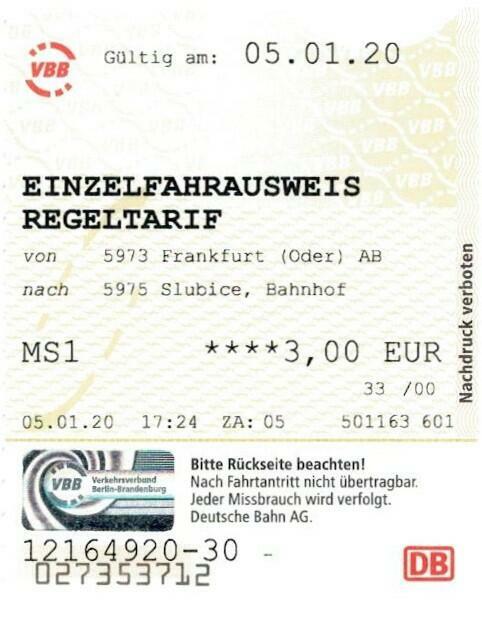 VBB
Gültig am: 05.01.20
EINZELFAHRAUSWEIS
REGELTARIF
von 5973 Frankfurt (Oder) AB
nach 5975 Slubice, Bahnhof
MS1 ****3,00 EUR
33 /00
05.01.20 17:24 ZA: 05 501163 601
Nachdruck verboten
VBB Verkehrsverbund
Berlin-Brandenburg
Bitte Rückseite beachten!
Nach Fahrtantritt nicht übertragbar.
Jeder Missbrauch wird verfolgt.
Deutsche Bahn AG.
12164920-30 -
027353712
DB